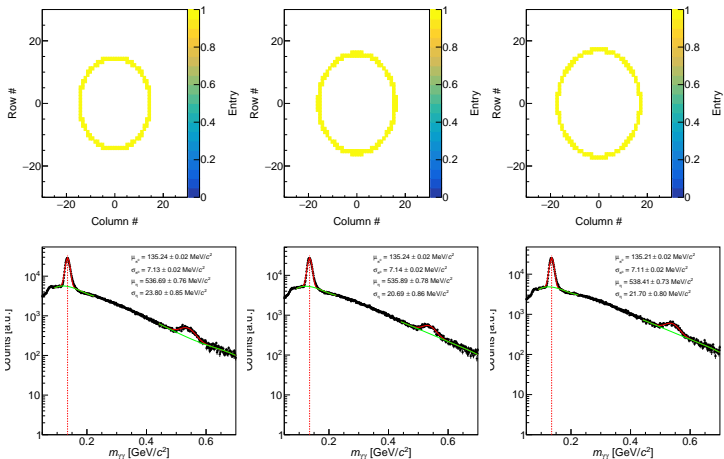 30
20
0
−20
−20 0 20
Row #
Column #
0
0.2
0.4
0.6
0.8
1
Entry
20
0
−20
−20 0 20
Row #
Column #
0
0.2
0.4
0.6
0.8
1
Entry
20
0
−20
−20 0 20
Row #
Column #
0
0.2
0.4
0.6
0.8
1
Entry
10⁴
10³
10²
10
1
Counts [a.u.]
μπ⁰ = 135.24 ± 0.02 MeV/c²
σπ⁰ = 7.13 ± 0.02 MeV/c²
μη = 536.69 ± 0.76 MeV/c²
ση = 23.80 ± 0.85 MeV/c²
0.2 0.4 0.6
mγγ [GeV/c²]
10⁴
10³
10²
10
1
Counts [a.u.]
μπ⁰ = 135.24 ± 0.02 MeV/c²
σπ⁰ = 7.14 ± 0.02 MeV/c²
μη = 535.89 ± 0.78 MeV/c²
ση = 20.69 ± 0.86 MeV/c²
0.2 0.4 0.6
mγγ [GeV/c²]
10⁴
10³
10²
10
1
Counts [a.u.]
μπ⁰ = 135.21 ± 0.02 MeV/c²
σπ⁰ = 7.11 ± 0.02 MeV/c²
μη = 538.41 ± 0.73 MeV/c²
ση = 21.70 ± 0.80 MeV/c²
0.2 0.4 0.6
mγγ [GeV/c²]